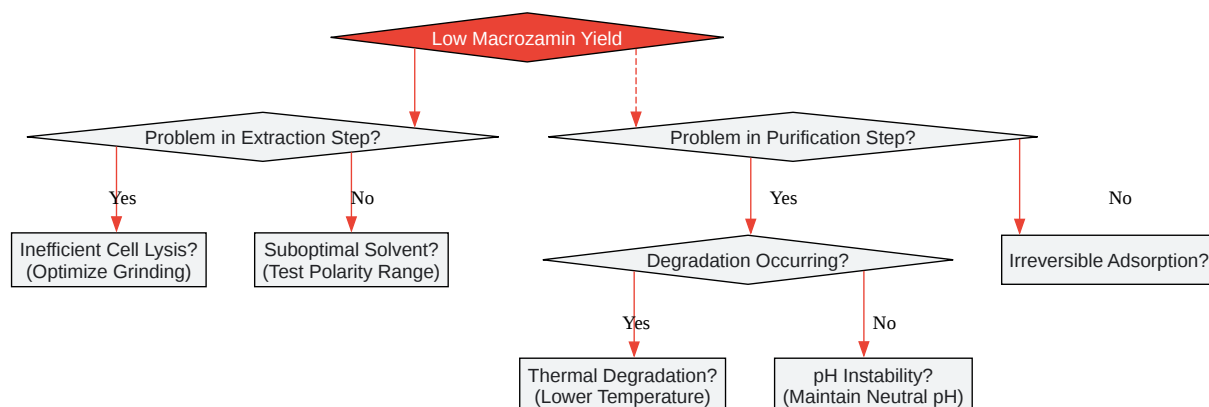 Low Macrozamin Yield
Problem in Extraction Step?
Problem in Purification Step?
Yes
No
Yes
No
Inefficient Cell Lysis?
(Optimize Grinding)
Suboptimal Solvent?
(Test Polarity Range)
Degradation Occurring?
Irreversible Adsorption?
Yes
No
Thermal Degradation?
(Lower Temperature)
pH Instability?
(Maintain Neutral pH)